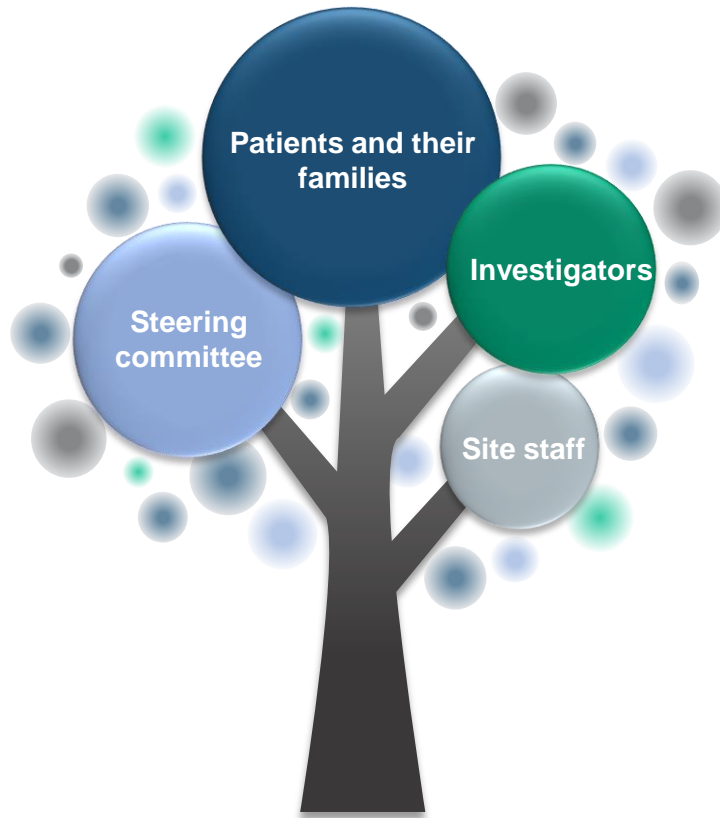 Patients and their
families
Investigators
Steering
committee
Site staff